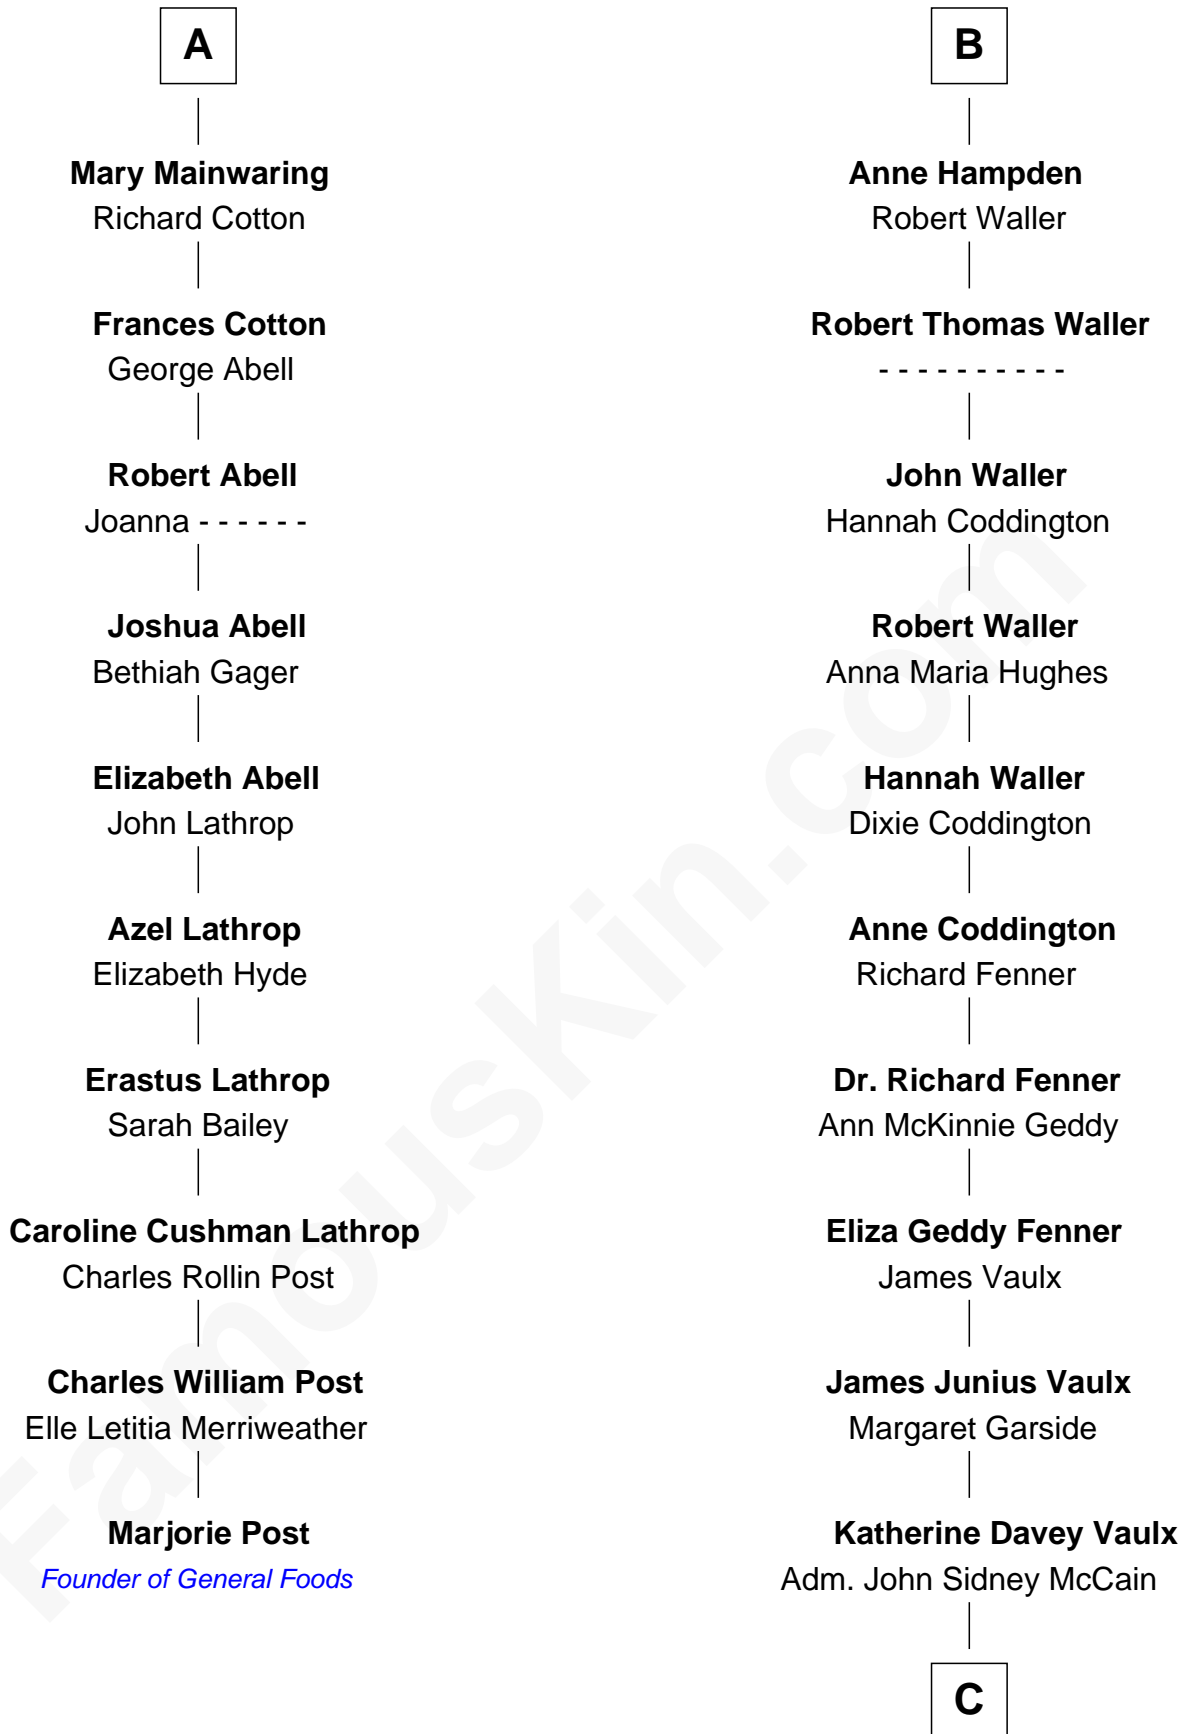 A
Mary Mainwaring
Richard Cotton
Frances Cotton
George Abell
Robert Abell
Joanna - - - - - -
Joshua Abell
Bethiah Gager
Elizabeth Abell
John Lathrop
Azel Lathrop
Elizabeth Hyde
Erastus Lathrop
Sarah Bailey
Caroline Cushman Lathrop
Charles Rollin Post
Charles William Post
Elle Letitia Merriweather
Marjorie Post
Founder of General Foods
B
Anne Hampden
Robert Waller
Robert Thomas Waller
- - - - - - - - - -
John Waller
Hannah Coddington
Robert Waller
Anna Maria Hughes
Hannah Waller
Dixie Coddington
Anne Coddington
Richard Fenner
Dr. Richard Fenner
Ann McKinnie Geddy
Eliza Geddy Fenner
James Vaulx
James Junius Vaulx
Margaret Garside
Katherine Davey Vaulx
Adm. John Sidney McCain
C
FamousKin.com